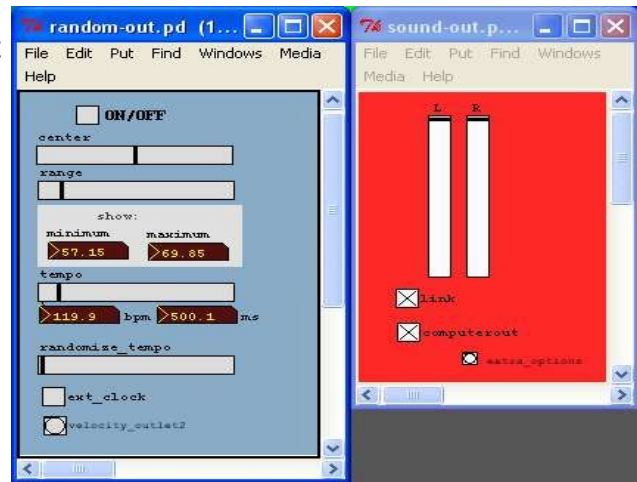 random-out.pd (1...
File Edit Put Find Windows Media
Help
ON/OFF
center
range
show:
minimum maximum
57.15 69.85
tempo
119.9 bpm 500.1 ms
randomize_tempo
ext_clock
velocity_outlet2
sound-out.p...
File Edit Put Find Windows
Media Help
L R
link
computerout
extra_options